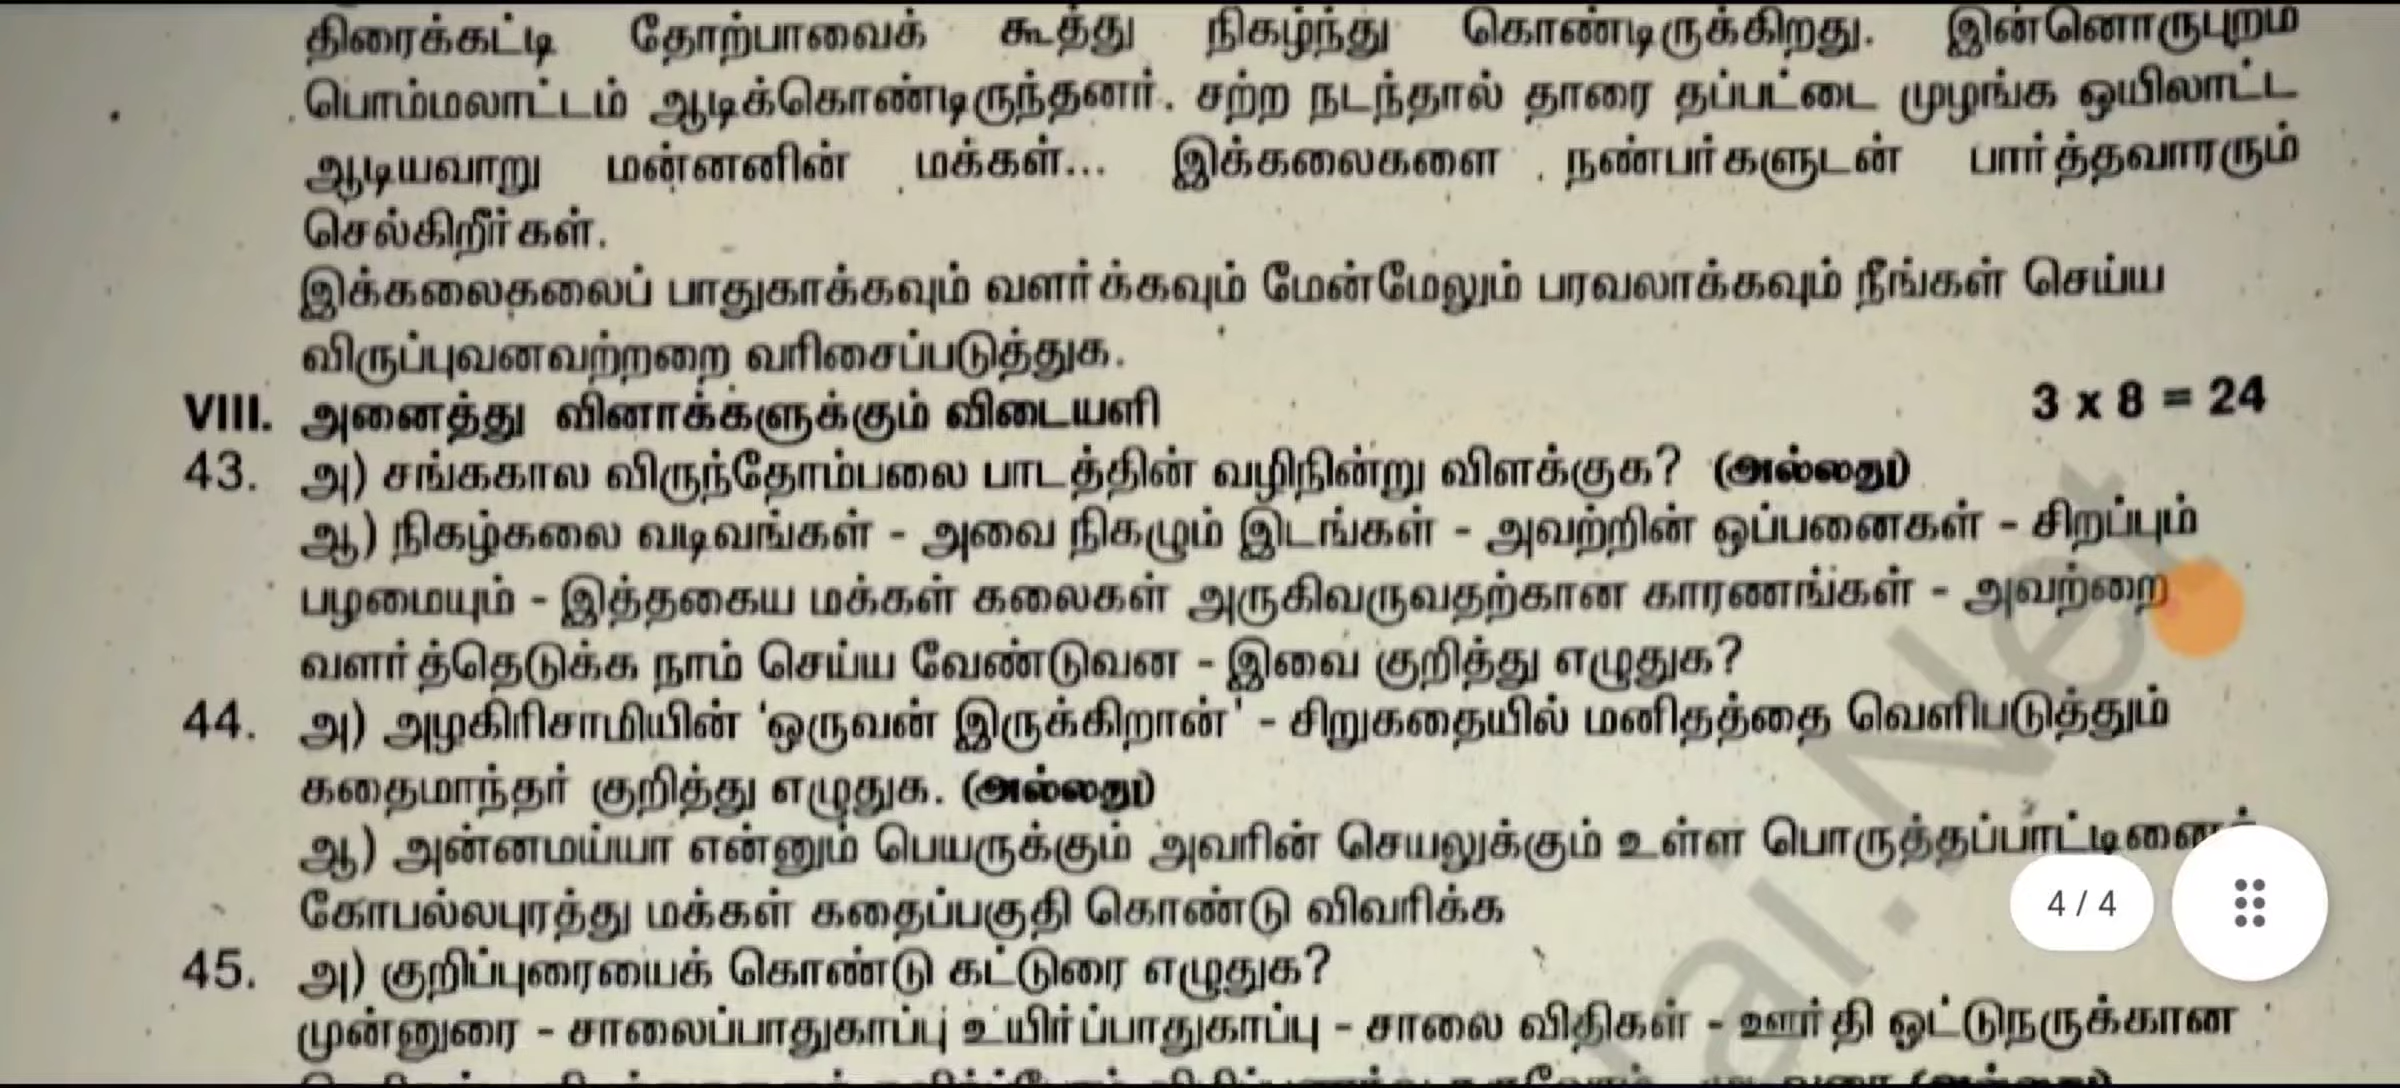 திரைக்கட்டி தோற்பாவைக் கூத்து நிகழ்ந்து கொண்டிருக்கிறது. இன்னொருபுறம்
பொம்மலாட்டம் ஆடிக்கொண்டிருந்தனர். சற்ற நடந்தால் தாரை தப்பட்டை முழங்க ஒயிலாட்ட
ஆடியவாறு மன்னனின் மக்கள்... இக்கலைகளை நண்பர்களுடன் பார்த்தவாரரும்
செல்கிறீர்கள்.
இக்கலைகலைப் பாதுகாக்கவும் வளர்க்கவும் மேன்மேலும் பரவலாக்கவும் நீங்கள் செய்ய
விருப்புவனவற்றறை வரிசைப்படுத்துக.
VIII. அனைத்து வினாக்களுக்கும் விடையளி 3 x 8 = 24
43. அ) சங்ககால விருந்தோம்பலை பாடத்தின் வழிநின்று விளக்குக? (அல்லது)
ஆ) நிகழ்கலை வடிவங்கள் - அவை நிகழும் இடங்கள் - அவற்றின் ஒப்பனைகள் - சிறப்பும்
பழமையும் - இத்தகைய மக்கள் கலைகள் அருகிவருவதற்கான காரணங்கள் - அவற்றை
வளர்த்தெடுக்க நாம் செய்ய வேண்டுவன - இவை குறித்து எழுதுக?
44. அ) அழகிரிசாமியின் 'ஒருவன் இருக்கிறான்' - சிறுகதையில் மனிதத்தை வெளிபடுத்தும்
கதைமாந்தர் குறித்து எழுதுக. (அல்லது)
ஆ) அன்னமய்யா என்னும் பெயருக்கும் அவரின் செயலுக்கும் உள்ள பொருத்தப்பாட்டினைக்
கோபல்லபுரத்து மக்கள் கதைப்பகுதி கொண்டு விவரிக்க
4 / 4
45. அ) குறிப்புரையைக் கொண்டு கட்டுரை எழுதுக?
முன்னுரை - சாலைப்பாதுகாப்பு உயிர்ப்பாதுகாப்பு - சாலை விதிகள் - ஊர்தி ஓட்டுநருக்கான